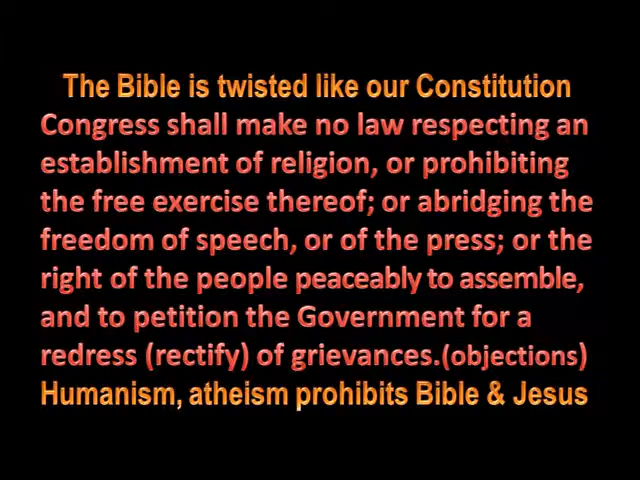 The Bible is twisted like our Constitution
Congress shall make no law respecting an
establishment of religion, or prohibiting
the free exercise thereof; or abridging the
freedom of speech, or of the press; or the
right of the people peaceably to assemble,
and to petition the Government for a
redress (rectify) of grievances.(objections)
Humanism, atheism prohibits Bible & Jesus